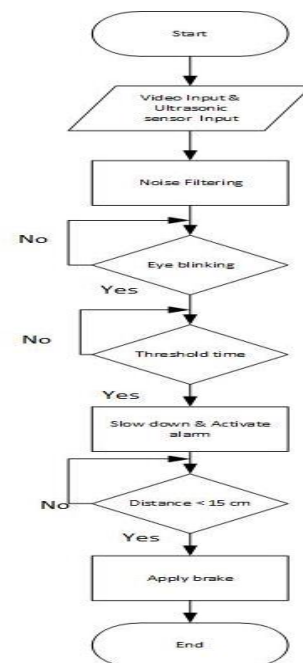 Start
Video Input &
Ultrasonic
sensor Input
Noise Filtering
No
Eye blinking
Yes
No
Threshold time
Yes
Slow down & Activate
alarm
Distance < 15 cm
No
Yes
Apply brake
End